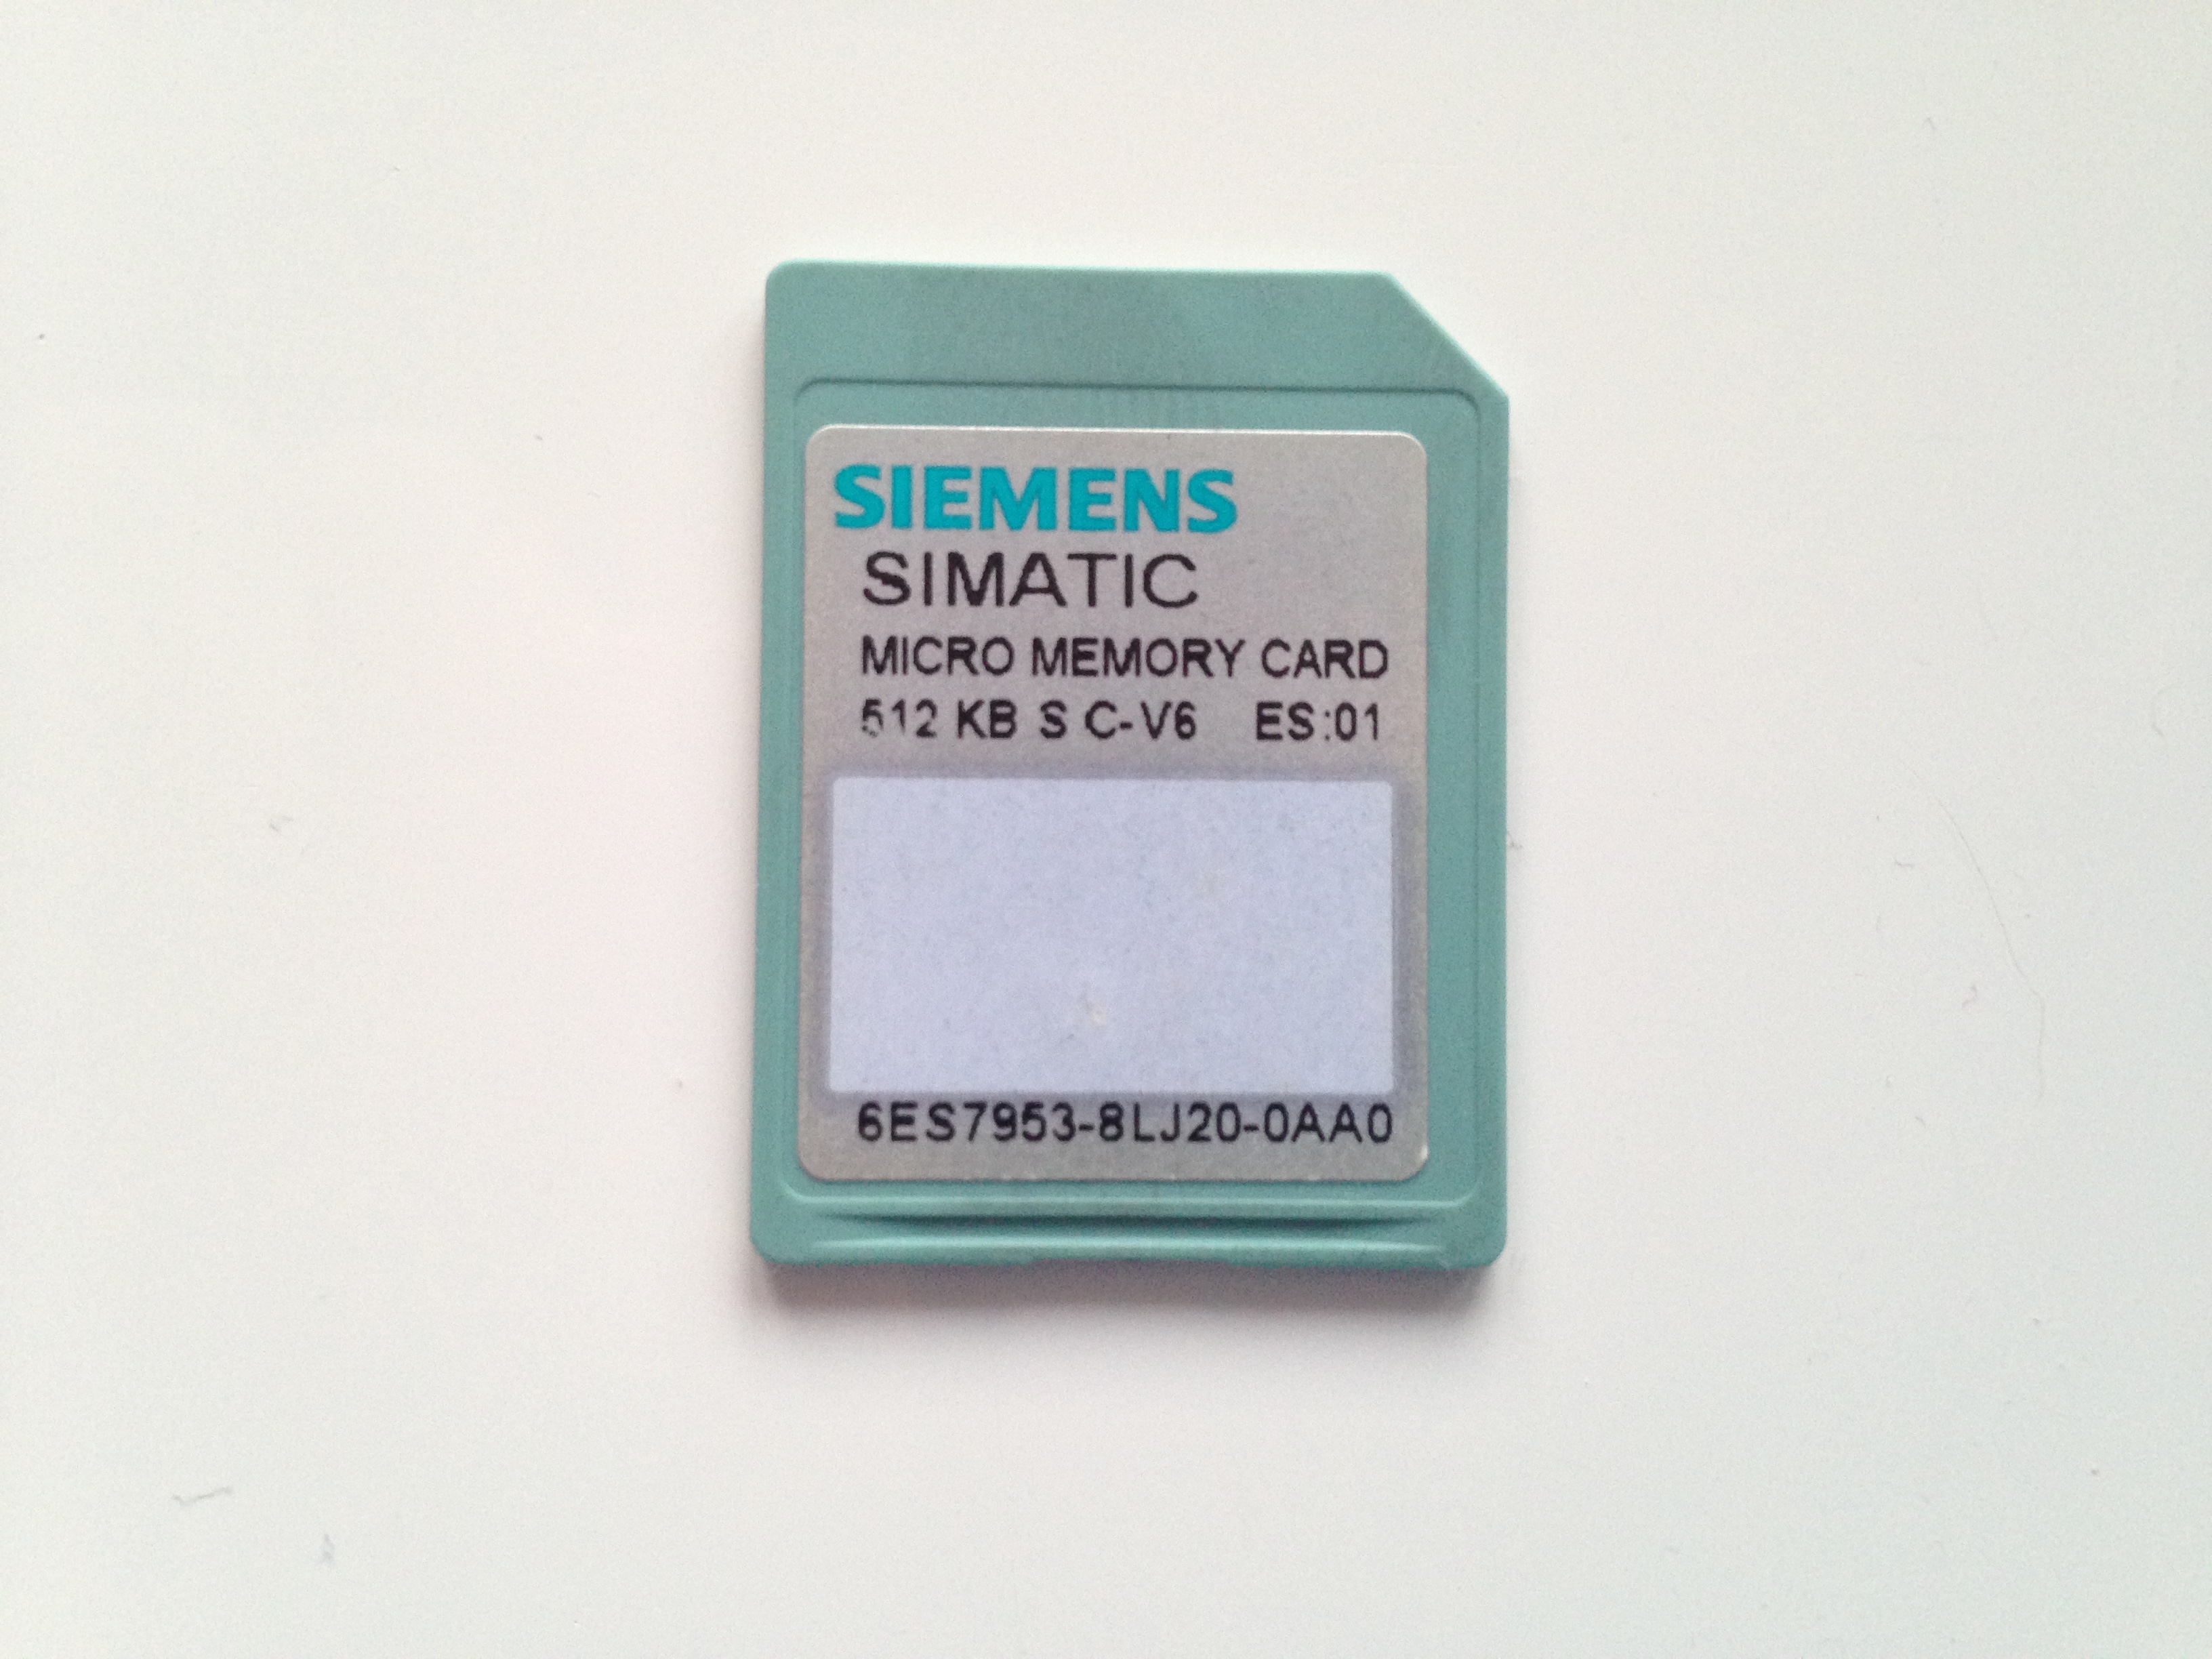 SIEMENS
SIMATIC
MICRO MEMORY CARD
512 KB S C-V6 ES:01
6ES7953-8LJ20-0AA0